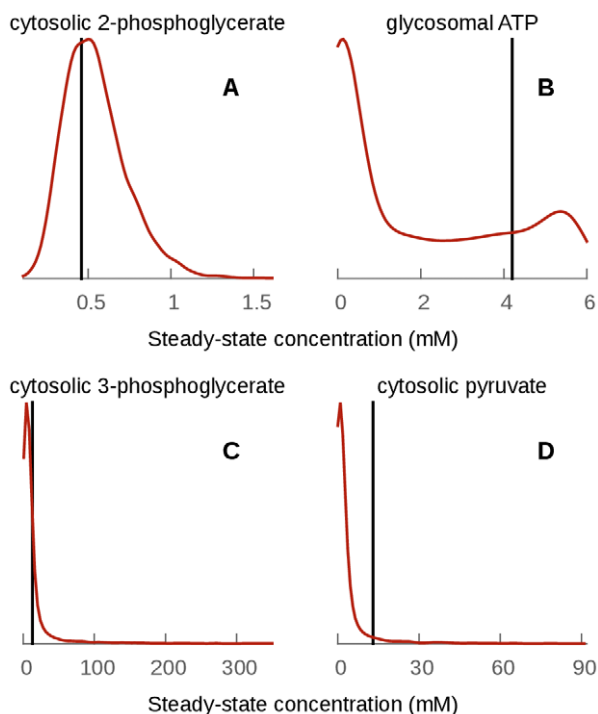 cytosolic 2-phosphoglycerate glycosomal ATP
A B
0.5 1 1.5 0 2 4 6
Steady-state concentration (mM)
cytosolic 3-phosphoglycerate cytosolic pyruvate
C D
0 100 200 300 0 30 60 90
Steady-state concentration (mM)